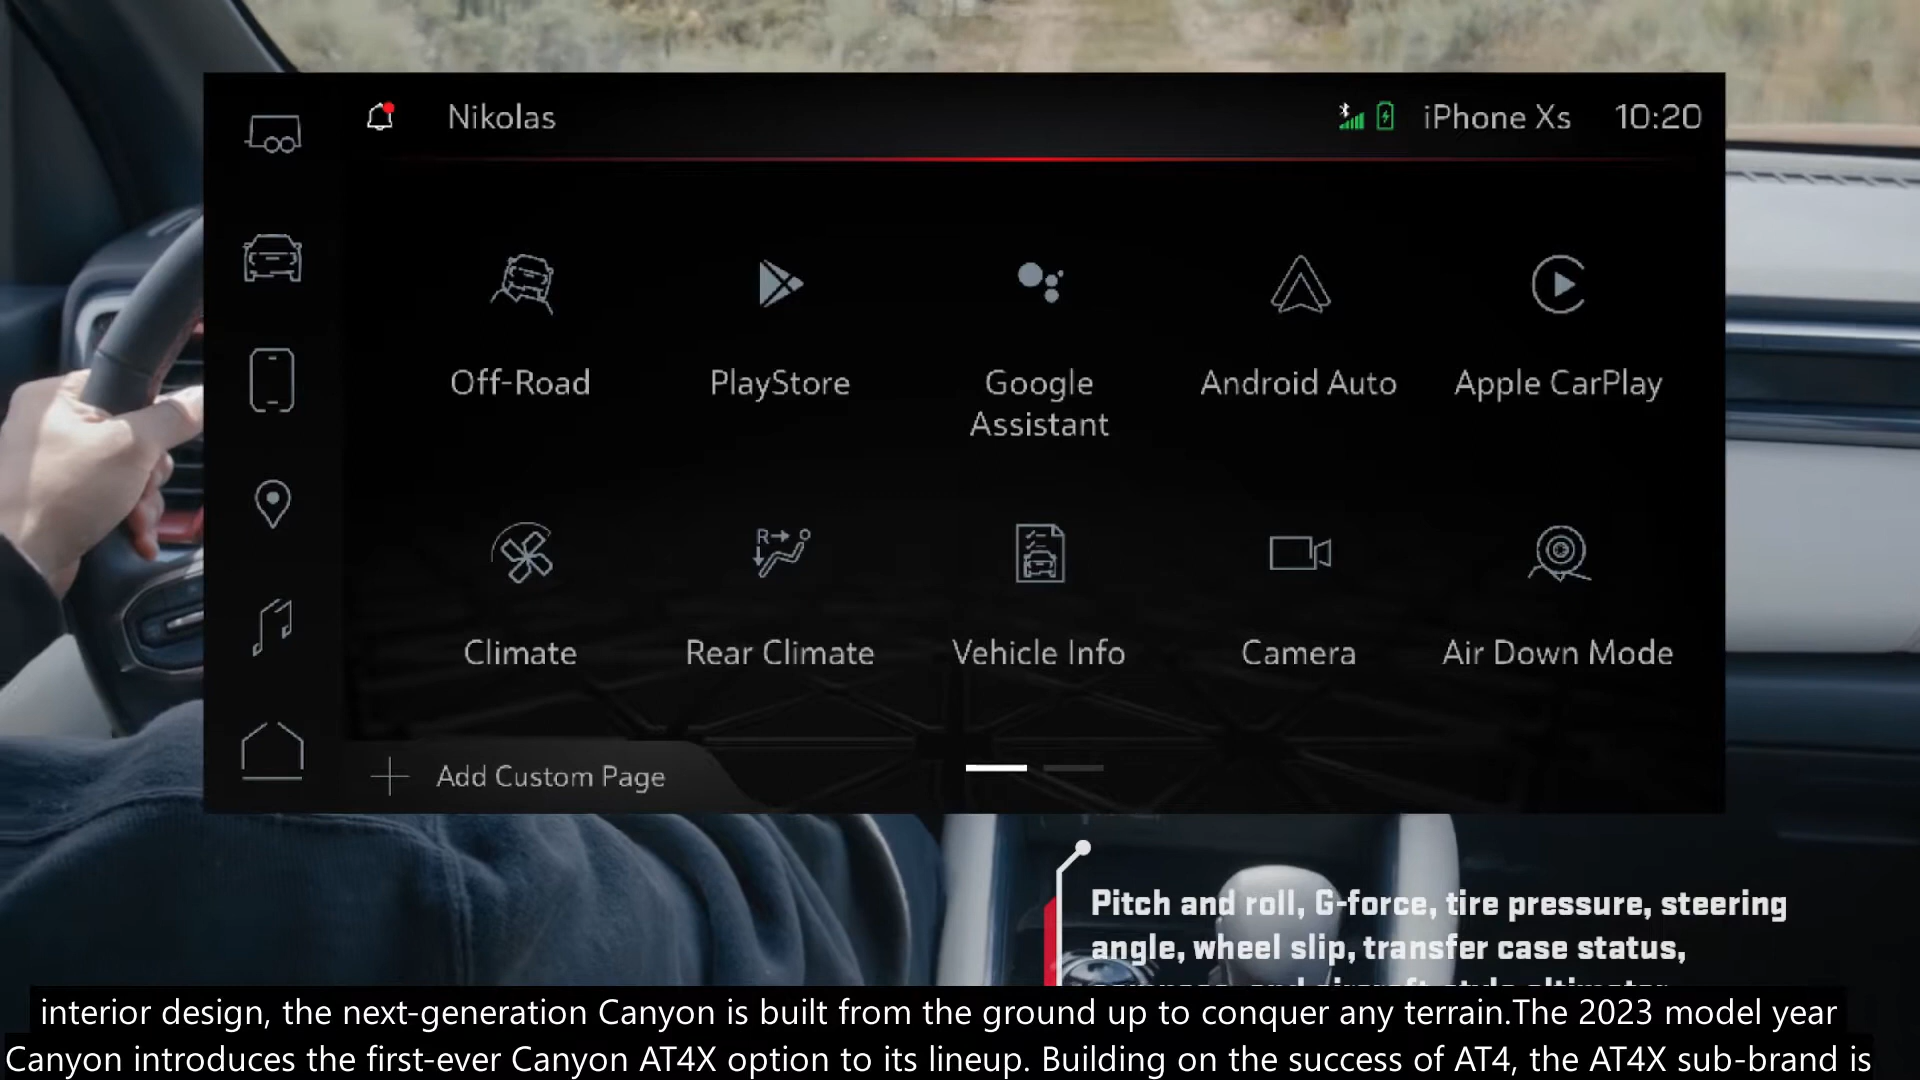 Nikolas
iPhone Xs 10:20
Off-Road
PlayStore
Google
Assistant
Android Auto
Apple CarPlay
R
Climate
Rear Climate
Vehicle Info
Camera
Air Down Mode
Add Custom Page
Pitch and roll, G-force, tire pressure, steering
angle, wheel slip, transfer case status,
interior design, the next-generation Canyon is built from the ground up to conquer any terrain.The 2023 model year
Canyon introduces the first-ever Canyon AT4X option to its lineup. Building on the success of AT4, the AT4X sub-brand is